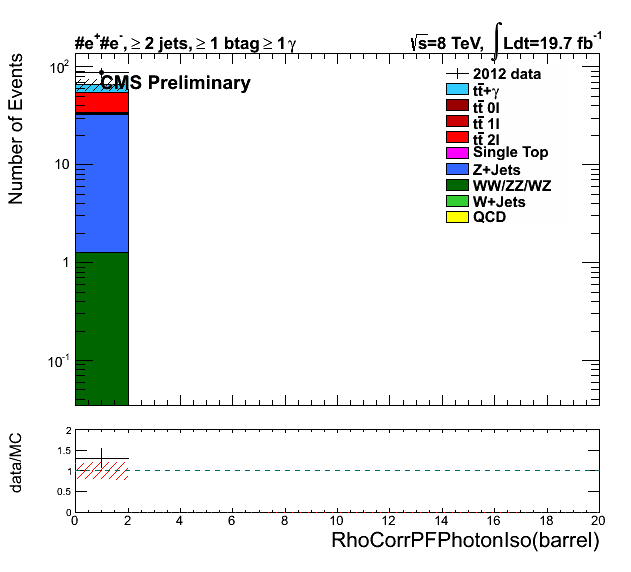 #e⁺#e⁻, ≥ 2 jets, ≥ 1 btag ≥ 1γ
√s=8 TeV, ∫Ldt=19.7 fb⁻¹
CMS Preliminary
Number of Events
10²
10
1
10⁻¹
2012 data
tt̄+γ
tt̄ 0l
tt̄ 1l
tt̄ 2l
Single Top
Z+Jets
WW/ZZ/WZ
W+Jets
QCD
data/MC
2
1.5
1
0.5
0
0 2 4 6 8 10 12 14 16 18 20
RhoCorrPFPhotonIso(barrel)